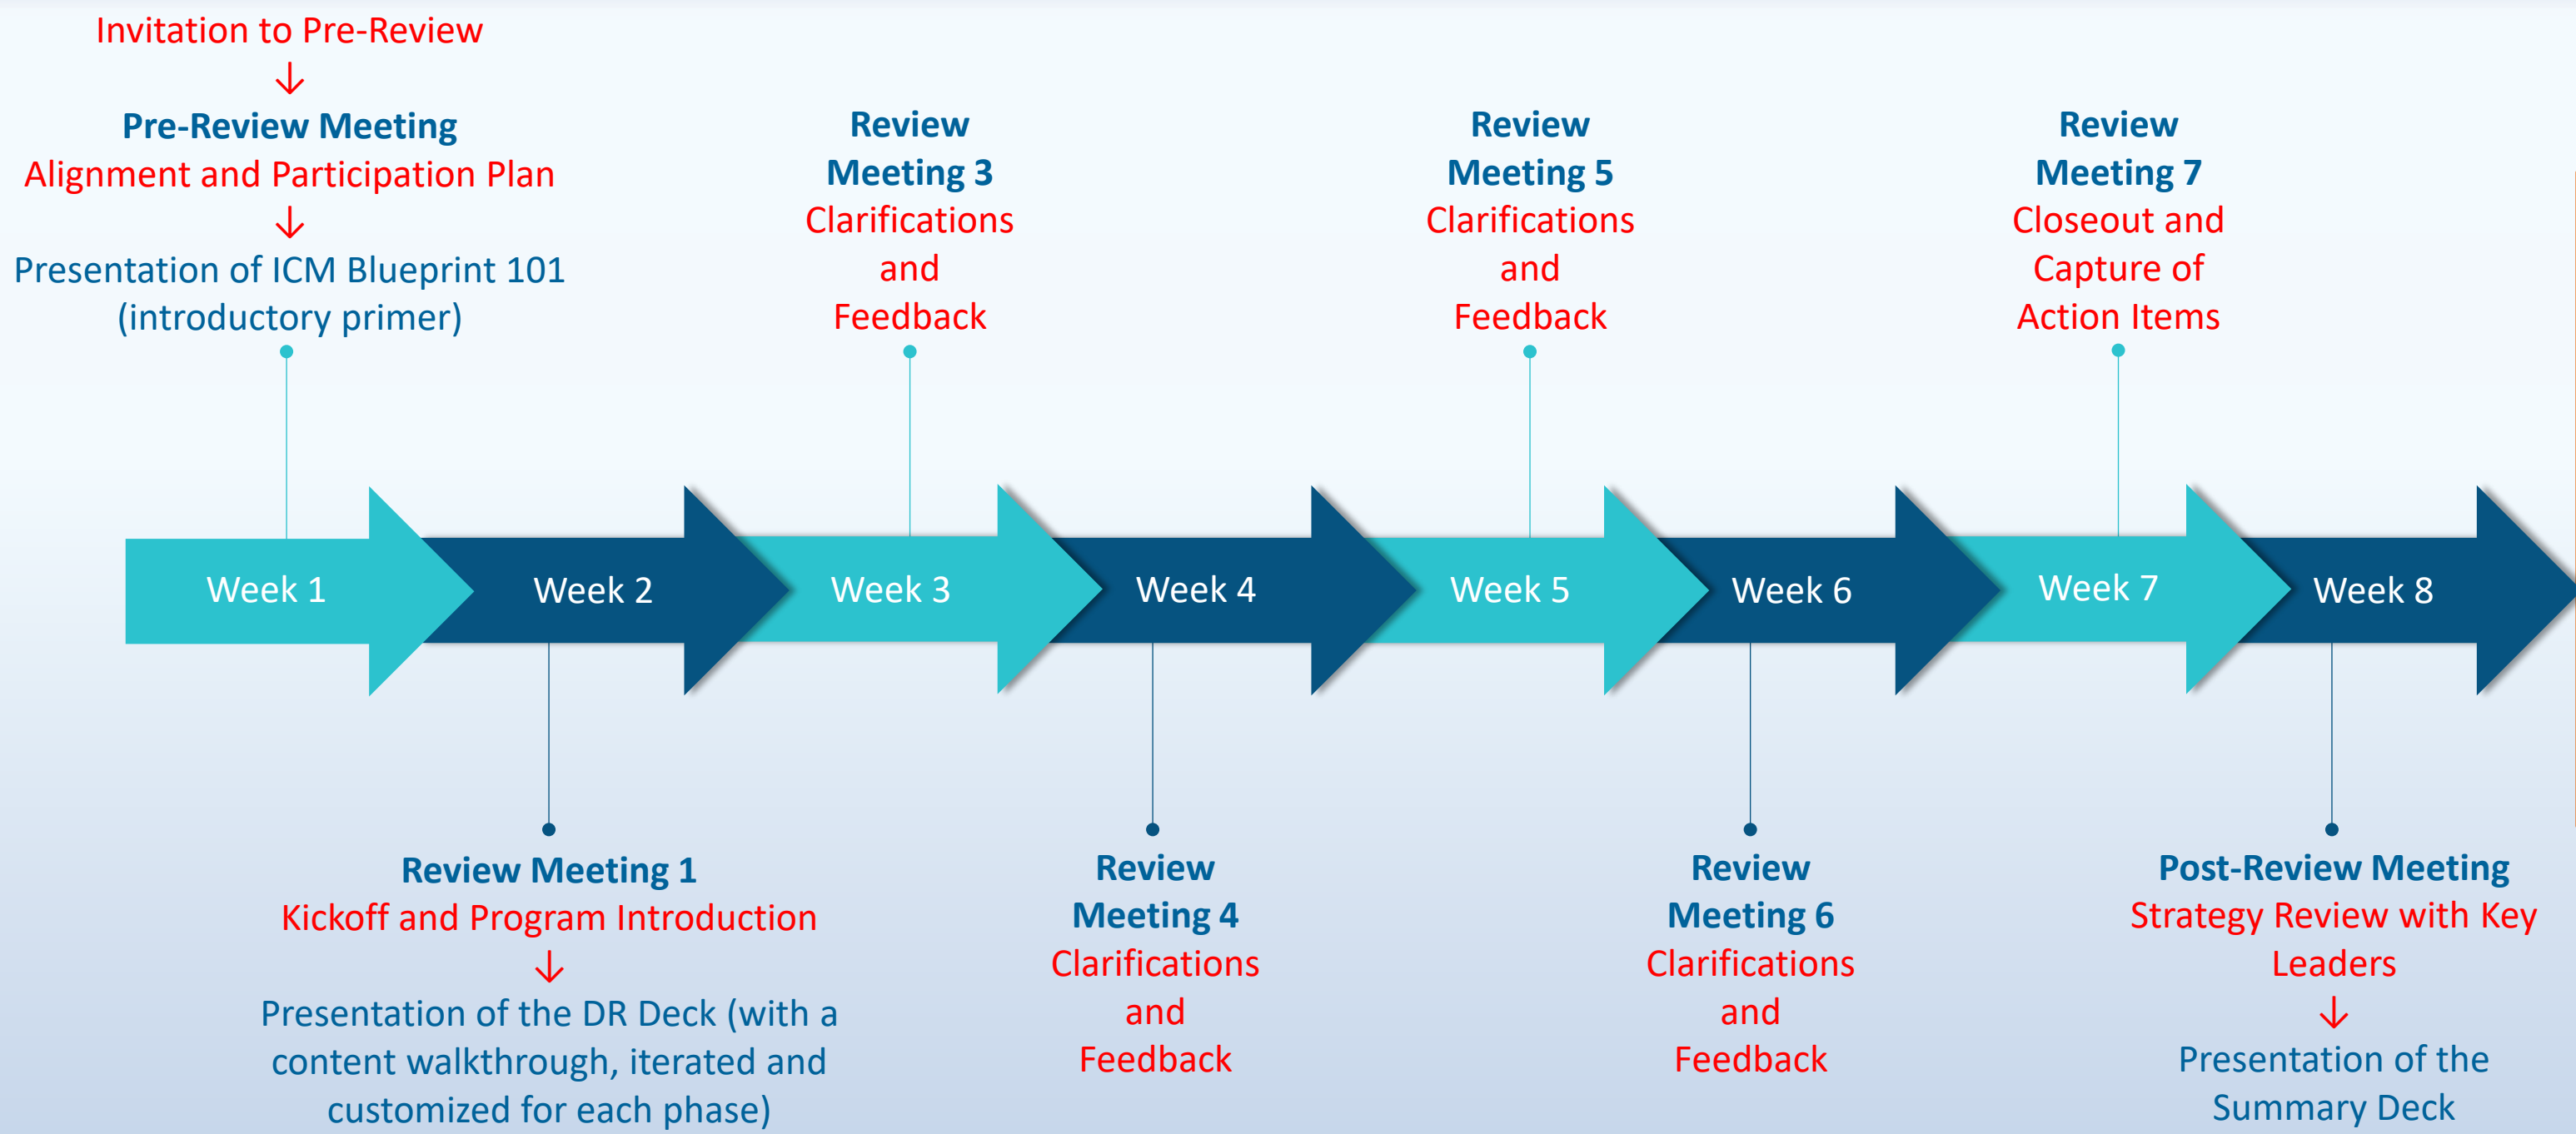 Invitation to Pre-Review
↓
Pre-Review Meeting
Alignment and Participation Plan
↓
Presentation of ICM Blueprint 101
(introductory primer)
Review
Meeting 3
Clarifications
and
Feedback
Review
Meeting 5
Clarifications
and
Feedback
Review
Meeting 7
Closeout and
Capture of
Action Items
Week 1
Week 2
Week 3
Week 4
Week 5
Week 6
Week 7
Week 8
Review Meeting 1
Kickoff and Program Introduction
↓
Presentation of the DR Deck (with a
content walkthrough, iterated and
customized for each phase)
Review
Meeting 4
Clarifications
and
Feedback
Review
Meeting 6
Clarifications
and
Feedback
Post-Review Meeting
Strategy Review with Key
Leaders
↓
Presentation of the
Summary Deck